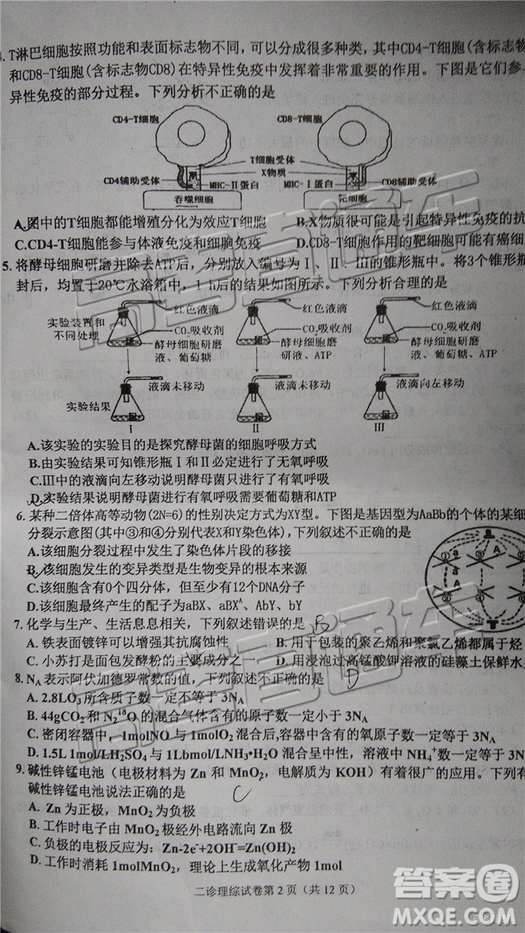 T淋巴细胞按照功能和表面标志物不同，可以分成很多种类，其中CD4-T细胞(含标志物
和CD8-T细胞(含标志物CD8)在特异性免疫中发挥着非常重要的作用。下图是它们参
异性免疫的部分过程。下列分析不正确的是
CD4-T细胞
CD8-T细胞
T细胞受体
X物质
CD4辅助受体
MHC-Ⅱ蛋白
MHC-Ⅰ蛋白
CD8辅助受体
吞噬细胞
靶细胞
A.图中的T细胞都能增殖分化为效应T细胞 B.X物质很可能是引起特异性免疫的抗
C.CD4-T细胞能参与体液免疫和细胞免疫 D.CD8-T细胞作用的靶细胞可能有癌细
5. 将酵母细胞研磨并除去ATP后，分别放入编号为Ⅰ、Ⅱ、Ⅲ的锥形瓶中。将3个锥形
封后，均置于20℃水浴箱中，1 h后的结果如图所示。下列分析合理的是
实验装置和
不同处理
红色液滴
CO₂吸收剂
酵母细胞研磨
液、葡萄糖
红色液滴
CO₂吸收剂
酵母细胞研磨
液、ATP
红色液滴
CO₂吸收剂
酵母细胞研磨
液、葡萄糖、ATP
实验结果
液滴未移动
液滴未移动
液滴向左移动
Ⅰ
Ⅱ
Ⅲ
A.该实验的实验目的是探究酵母菌的细胞呼吸方式
B.由实验结果可知锥形瓶Ⅰ和Ⅱ必定进行了无氧呼吸
C.Ⅲ中的液滴向左移动与酵母菌的无氧呼吸无关
D.实验结果说明酵母菌进行有氧呼吸需要葡萄糖和ATP
6. 某种二倍体高等动物(2N=6)的性别决定方式为XY型。下图是基因型为AaBb的个体的某细
分裂示意图(其中③和④分别代表X和Y染色体)，下列叙述不正确的是
A.该细胞分裂过程中发生了染色体片段的移接
B.该细胞发生的变异类型是生物变异的根本来源
C.该细胞含有0个四分体，但至少有12个DNA分子
D.该细胞最终产生的配子为aBX、aBXᴬ、AbY、bY
7. 化学与生产、生活息息相关，下列叙述错误的是 B
A. 铁表面镀锌可以增强其抗腐蚀性 B. 用于包装的聚乙烯和聚氯乙烯都属于烃
C. 小苏打是面包发酵粉的主要成分之一 D. 用浸泡过高锰酸钾溶液的硅藻土保鲜水
8. Nᴀ表示阿伏加德罗常数的值，下列叙述不正确的是 D
A. 2.8LO₃所含质子数一定不等于3Nᴀ
B. 44gCO₂和N₂¹⁸O的混合气体含有的原子数一定小于3Nᴀ
C. 密闭容器中，1molNO与1molO₂混合后存在的氧原子数一定等于3Nᴀ
D. 1.5L 1mol/LH₂SO₄与1.5L1mol/LNH₃•H₂O混合呈中性，溶液中NH₄⁺数一定等于3Nᴀ
9. 碱性锌锰电池（电极材料为Zn和MnO₂，电解质为KOH）有着很广的应用。下列有
碱性锌锰电池说法正确的是 C
A. Zn为正极，MnO₂为负极
B. 工作时电子由MnO₂极经外电路流向Zn极
C. 负极的反应为：Zn-2e⁻+2OH⁻=Zn(OH)₂
D. 工作时消耗1molMnO₂，理论上生成氧化产物1mol
二诊理综试卷第2页（共12页）
答案圈